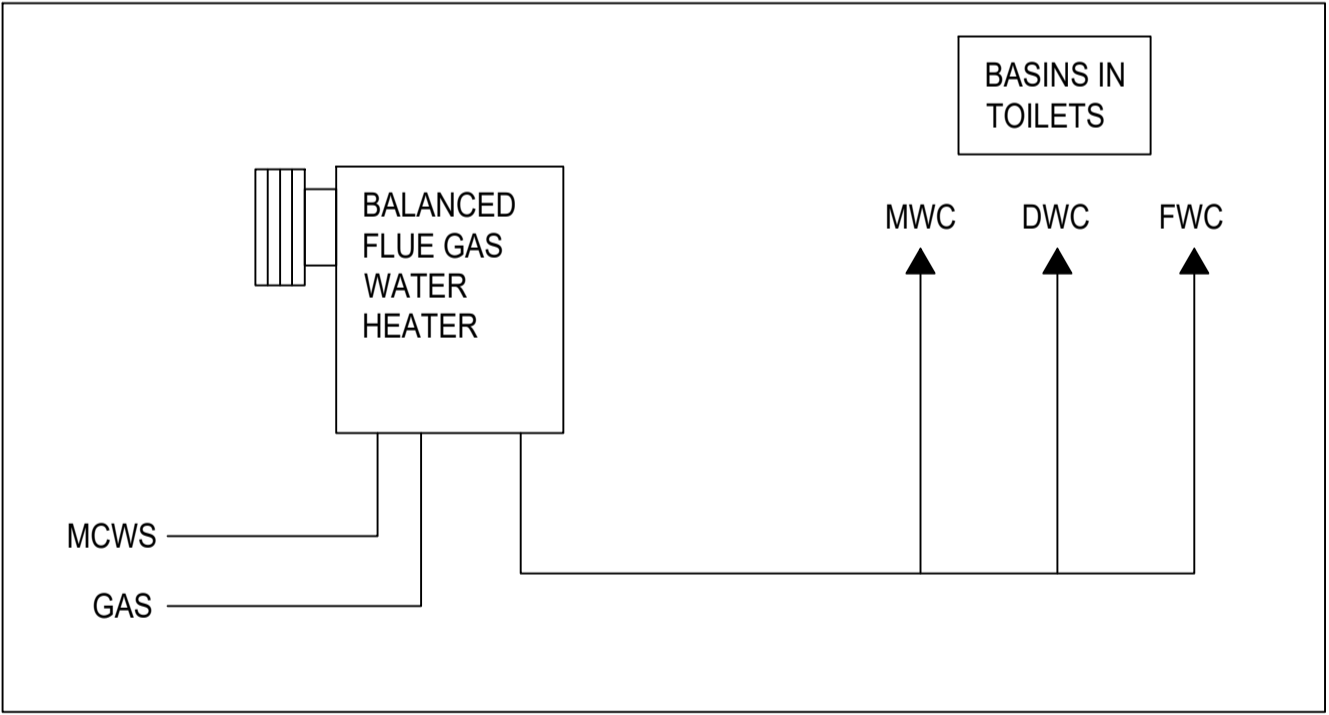 BASINS IN
TOILETS
BALANCED
FLUE GAS
WATER
HEATER
MWC DWC FWC
MCWS
GAS